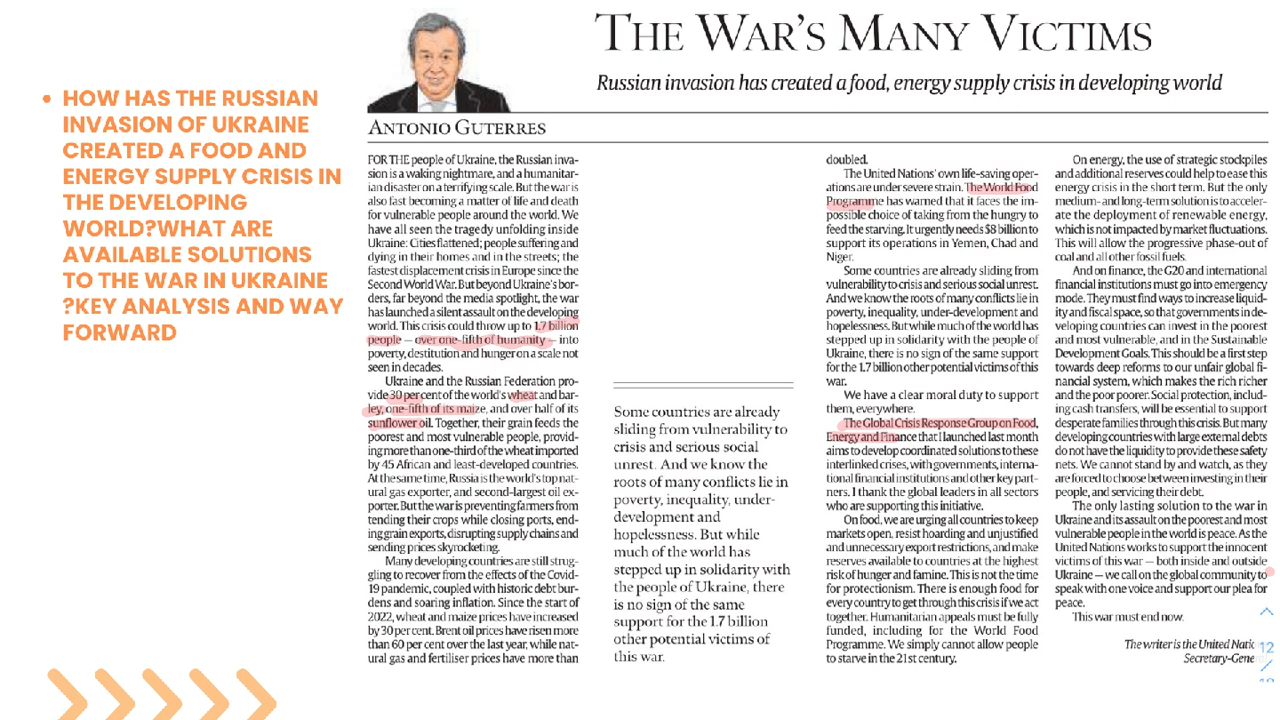 • HOW HAS THE RUSSIAN
INVASION OF UKRAINE
CREATED A FOOD AND
ENERGY SUPPLY CRISIS IN
THE DEVELOPING
WORLD?WHAT ARE
AVAILABLE SOLUTIONS
TO THE WAR IN UKRAINE
?KEY ANALYSIS AND WAY
FORWARD
THE WAR'S MANY VICTIMS
Russian invasion has created a food, energy supply crisis in developing world
ANTONIO GUTERRES
FOR THE people of Ukraine, the Russian inva-
sion is a waking nightmare, and a humanitar-
ian disaster on a terrifying scale. But the war is
also fast becoming a matter of life and death
for vulnerable people around the world. We
have all seen the tragedy unfolding inside
Ukraine: Cities flattened; people suffering and
dying in their homes and in the streets; the
fastest displacement crisis in Europe since the
Second World War. But beyond Ukraine's bor-
ders, far beyond the media spotlight, the war
has launched a silent assault on the developing
world. This crisis could throw up to 1.7 billion
people — over one-fifth of humanity — into
poverty, destitution and hunger on a scale not
seen in decades.
Ukraine and the Russian Federation pro-
vide 30 per cent of the world's wheat and bar-
ley, one-fifth of its maize, and over half of its
sunflower oil. Together, their grain feeds the
poorest and most vulnerable people, provid-
ing more than one-third of the wheat imported
by 45 African and least-developed countries.
At the same time, Russia is the world's top nat-
ural gas exporter, and second-largest oil ex-
porter. But the war is preventing farmers from
tending their crops while closing ports, end-
ing grain exports, disrupting supply chains and
sending prices skyrocketing.
Many developing countries are still strug-
gling to recover from the effects of the Covid-
19 pandemic, coupled with historic debt bur-
dens and soaring inflation. Since the start of
2022, wheat and maize prices have increased
by 30 per cent. Brent oil prices have risen more
than 60 per cent over the last year, while nat-
ural gas and fertiliser prices have more than
Some countries are already
sliding from vulnerability to
crisis and serious social
unrest. And we know the
roots of many conflicts lie in
poverty, inequality, under-
development and
hopelessness. But while
much of the world has
stepped up in solidarity with
the people of Ukraine, there
is no sign of the same
support for the 1.7 billion
other potential victims of
this war.
doubled.
The United Nations' own life-saving oper-
ations are under severe strain. The World Food
Programme has warned that it faces the im-
possible choice of taking from the hungry to
feed the starving. It urgently needs $8 billion to
support its operations in Yemen, Chad and
Niger.
Some countries are already sliding from
vulnerability to crisis and serious social unrest.
And we know the roots of many conflicts lie in
poverty, inequality, under-development and
hopelessness. But while much of the world has
stepped up in solidarity with the people of
Ukraine, there is no sign of the same support
for the 1.7 billion other potential victims of this
war.
We have a clear moral duty to support
them, everywhere.
The Global Crisis Response Group on Food,
Energy and Finance that I launched last month
aims to develop coordinated solutions to these
interlinked crises, with governments, interna-
tional financial institutions and other key part-
ners. I thank the global leaders in all sectors
who are supporting this initiative.
On food, we are urging all countries to keep
markets open, resist hoarding and unjustified
and unnecessary export restrictions, and make
reserves available to countries at the highest
risk of hunger and famine. This is not the time
for protectionism. There is enough food for
every country to get through this crisis if we act
together. Humanitarian appeals must be fully
funded, including for the World Food
Programme. We simply cannot allow people
to starve in the 21st century.
On energy, the use of strategic stockpiles
and additional reserves could help to ease this
energy crisis in the short term. But the only
medium- and long-term solution is to acceler-
ate the deployment of renewable energy,
which is not impacted by market fluctuations.
This will allow the progressive phase-out of
coal and all other fossil fuels.
And on finance, the G20 and international
financial institutions must go into emergency
mode. They must find ways to increase liquid-
ity and fiscal space, so that governments in de-
veloping countries can invest in the poorest
and most vulnerable, and in the Sustainable
Development Goals. This should be a first step
towards deep reforms to our unfair global fi-
nancial system, which makes the rich richer
and the poor poorer. Social protection, includ-
ing cash transfers, will be essential to support
desperate families through this crisis. But many
developing countries with large external debts
do not have the liquidity to provide these safety
nets. We cannot stand by and watch, as they
are forced to choose between investing in their
people, and servicing their debt.
The only lasting solution to the war in
Ukraine and its assault on the poorest and most
vulnerable people in the world is peace. As the
United Nations works to support the innocent
victims of this war — both inside and outside
Ukraine — we call on the global community to
speak with one voice and support our plea for
peace.
This war must end now.
The writer is the United Natio
Secretary-Gene
12
/